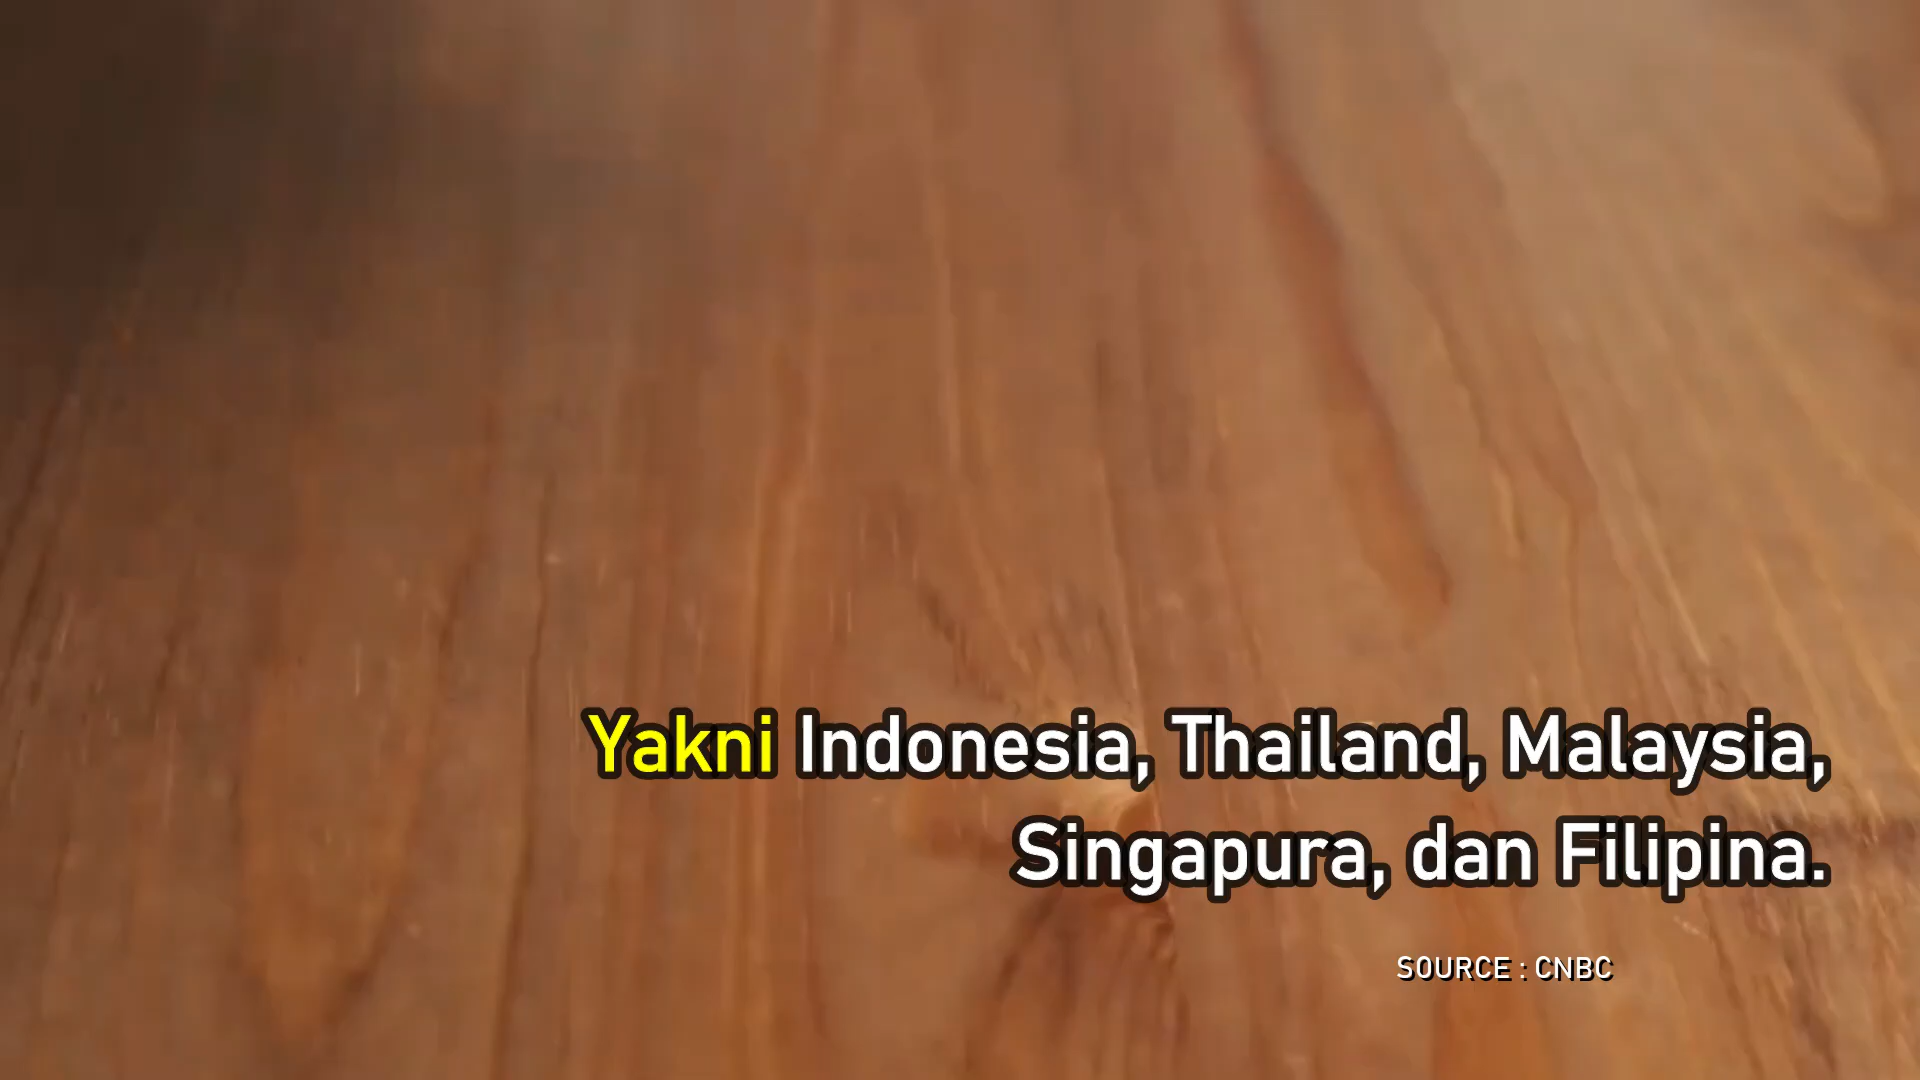 Yakni Indonesia, Thailand, Malaysia,
Singapura, dan Filipina.
SOURCE : CNBC